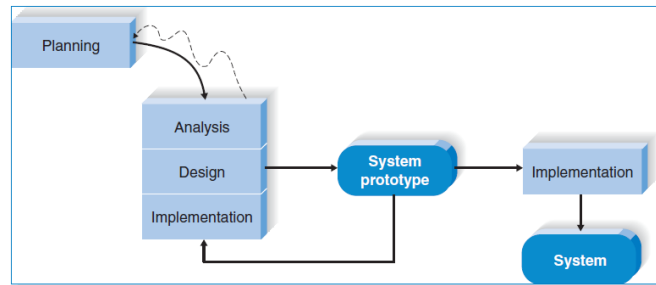 Planning
Analysis
Design
Implementation
System
prototype
Implementation
System